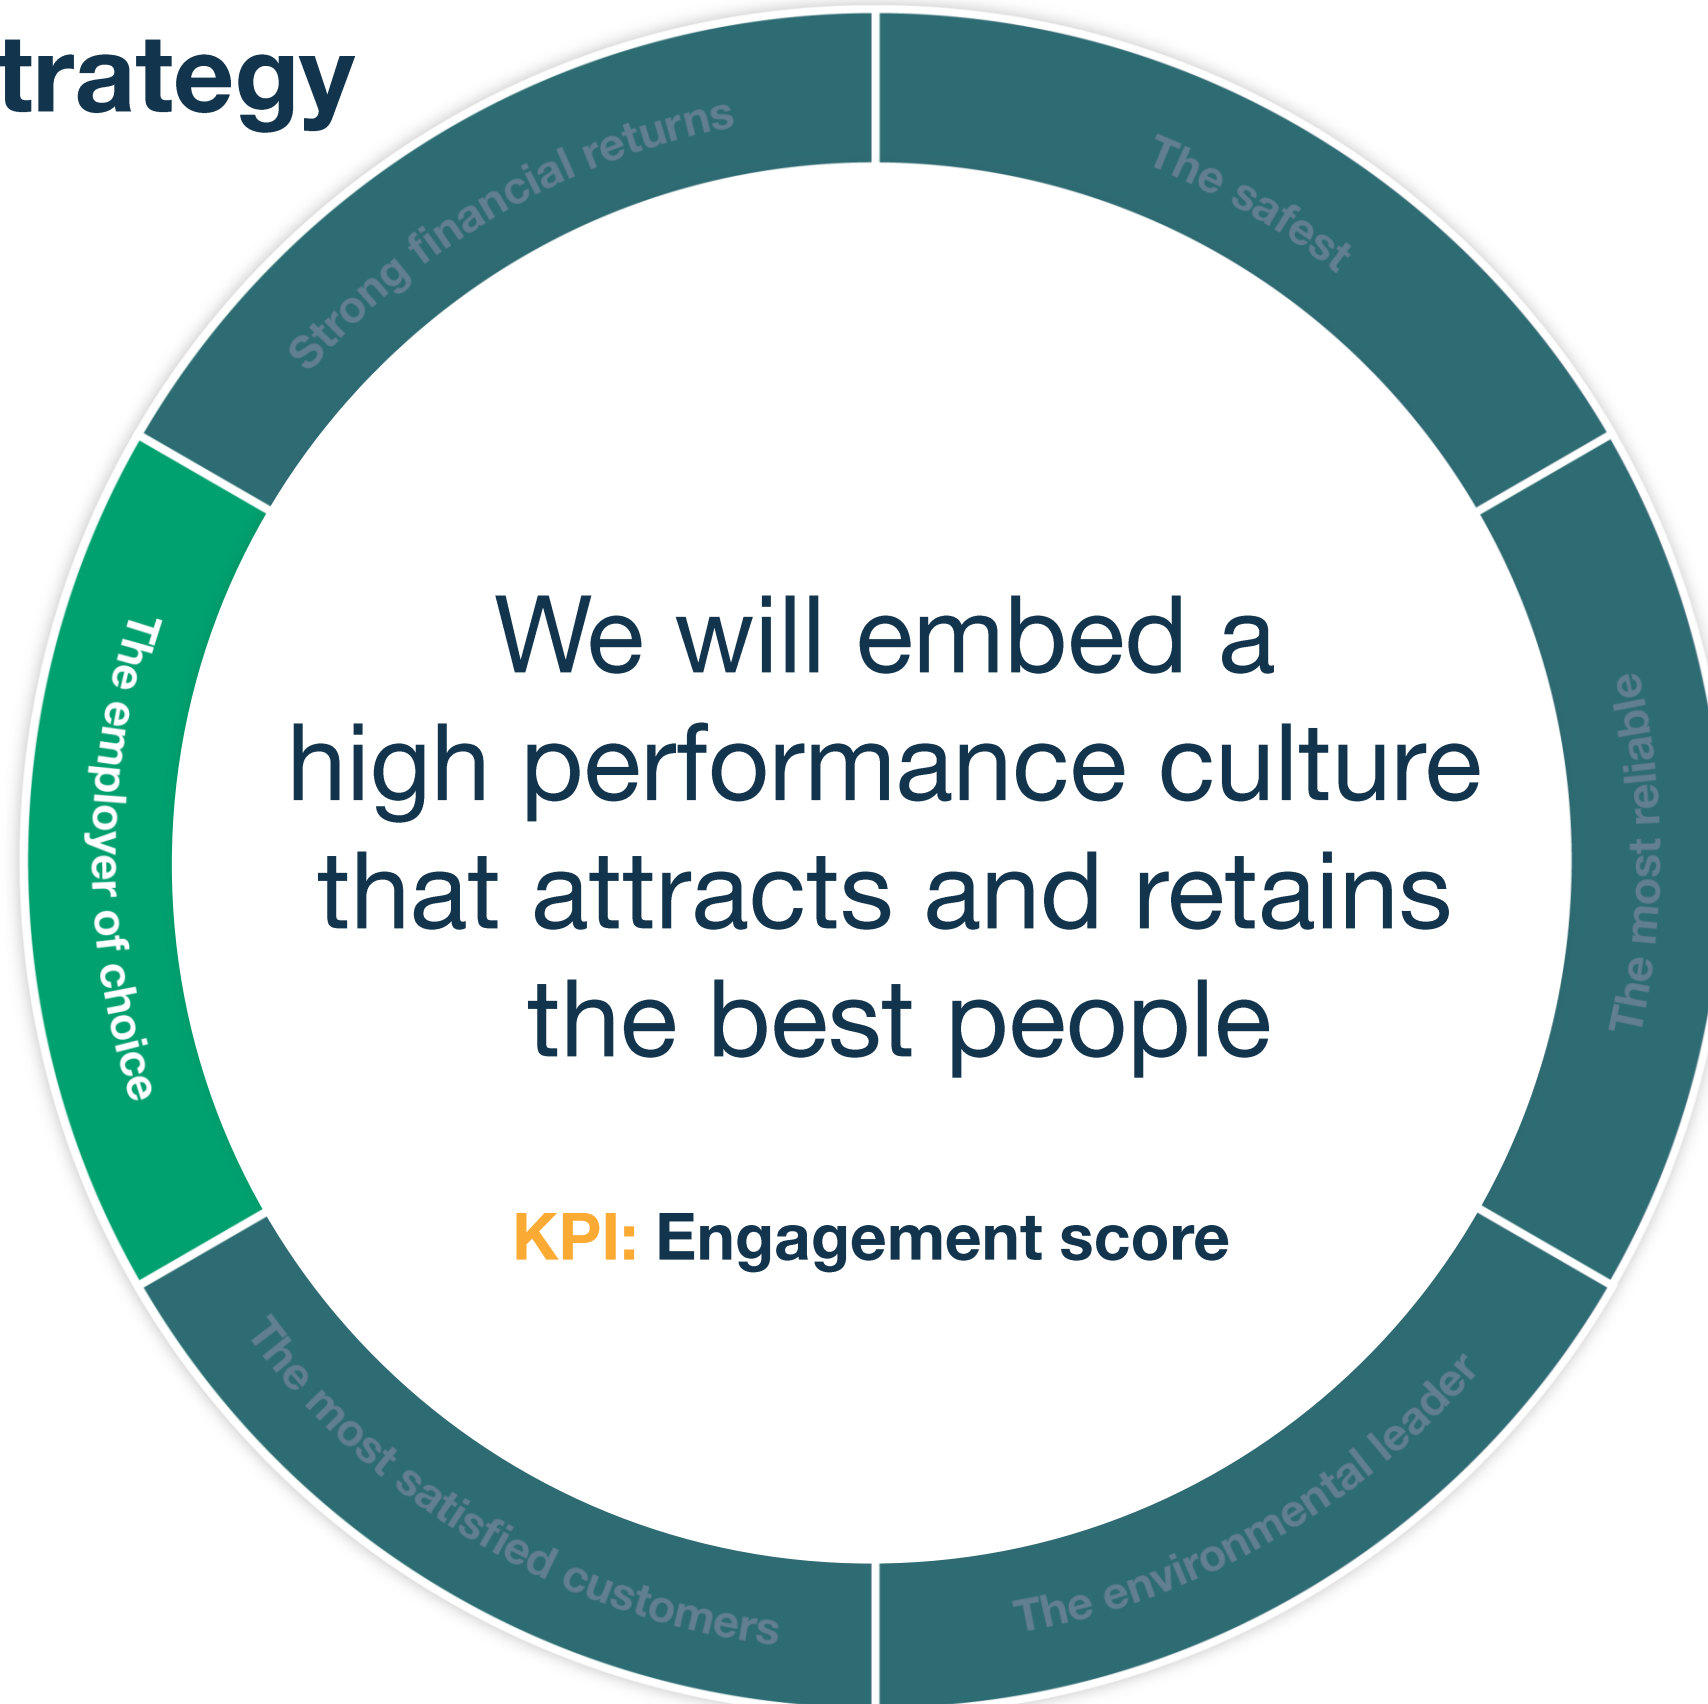 trategy
Strong financial returns
The safest
The employer of choice
The most reliable
We will embed a
high performance culture
that attracts and retains
the best people
KPI: Engagement score
The most satisfied customers
The environmental leader